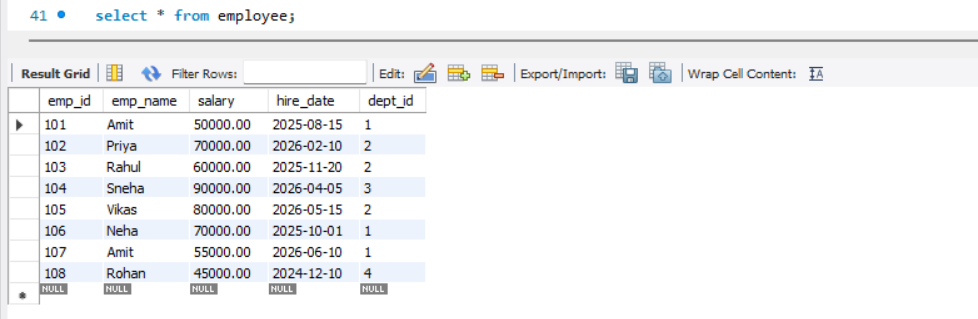 41 select * from employee;
Result Grid Filter Rows: Edit: Export/Import: Wrap Cell Content: IA
emp_id emp_name salary hire_date dept_id
101 Amit 50000.00 2025-08-15 1
102 Priya 70000.00 2026-02-10 2
103 Rahul 60000.00 2025-11-20 2
104 Sneha 90000.00 2026-04-05 3
105 Vikas 80000.00 2026-05-15 2
106 Neha 70000.00 2025-10-01 1
107 Amit 55000.00 2026-06-10 1
108 Rohan 45000.00 2024-12-10 4
NULL NULL NULL NULL NULL